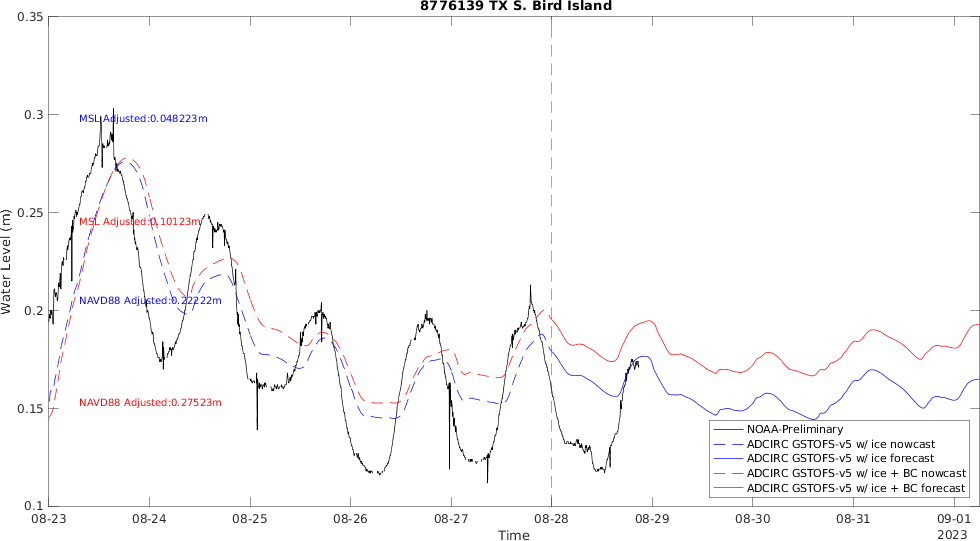 8776139 TX S. Bird Island
0.35
0.3
0.25
0.2
0.15
0.1
Water Level (m)
MSL Adjusted:0.048223m
MSL Adjusted:0.10123m
NAVD88 Adjusted:0.22222m
NAVD88 Adjusted:0.27523m
NOAA-Preliminary
ADCIRC GSTOFS-v5 w/ ice nowcast
ADCIRC GSTOFS-v5 w/ ice forecast
ADCIRC GSTOFS-v5 w/ ice + BC nowcast
ADCIRC GSTOFS-v5 w/ ice + BC forecast
08-23 08-24 08-25 08-26 08-27 08-28 08-29 08-30 08-31 09-01
2023
Time